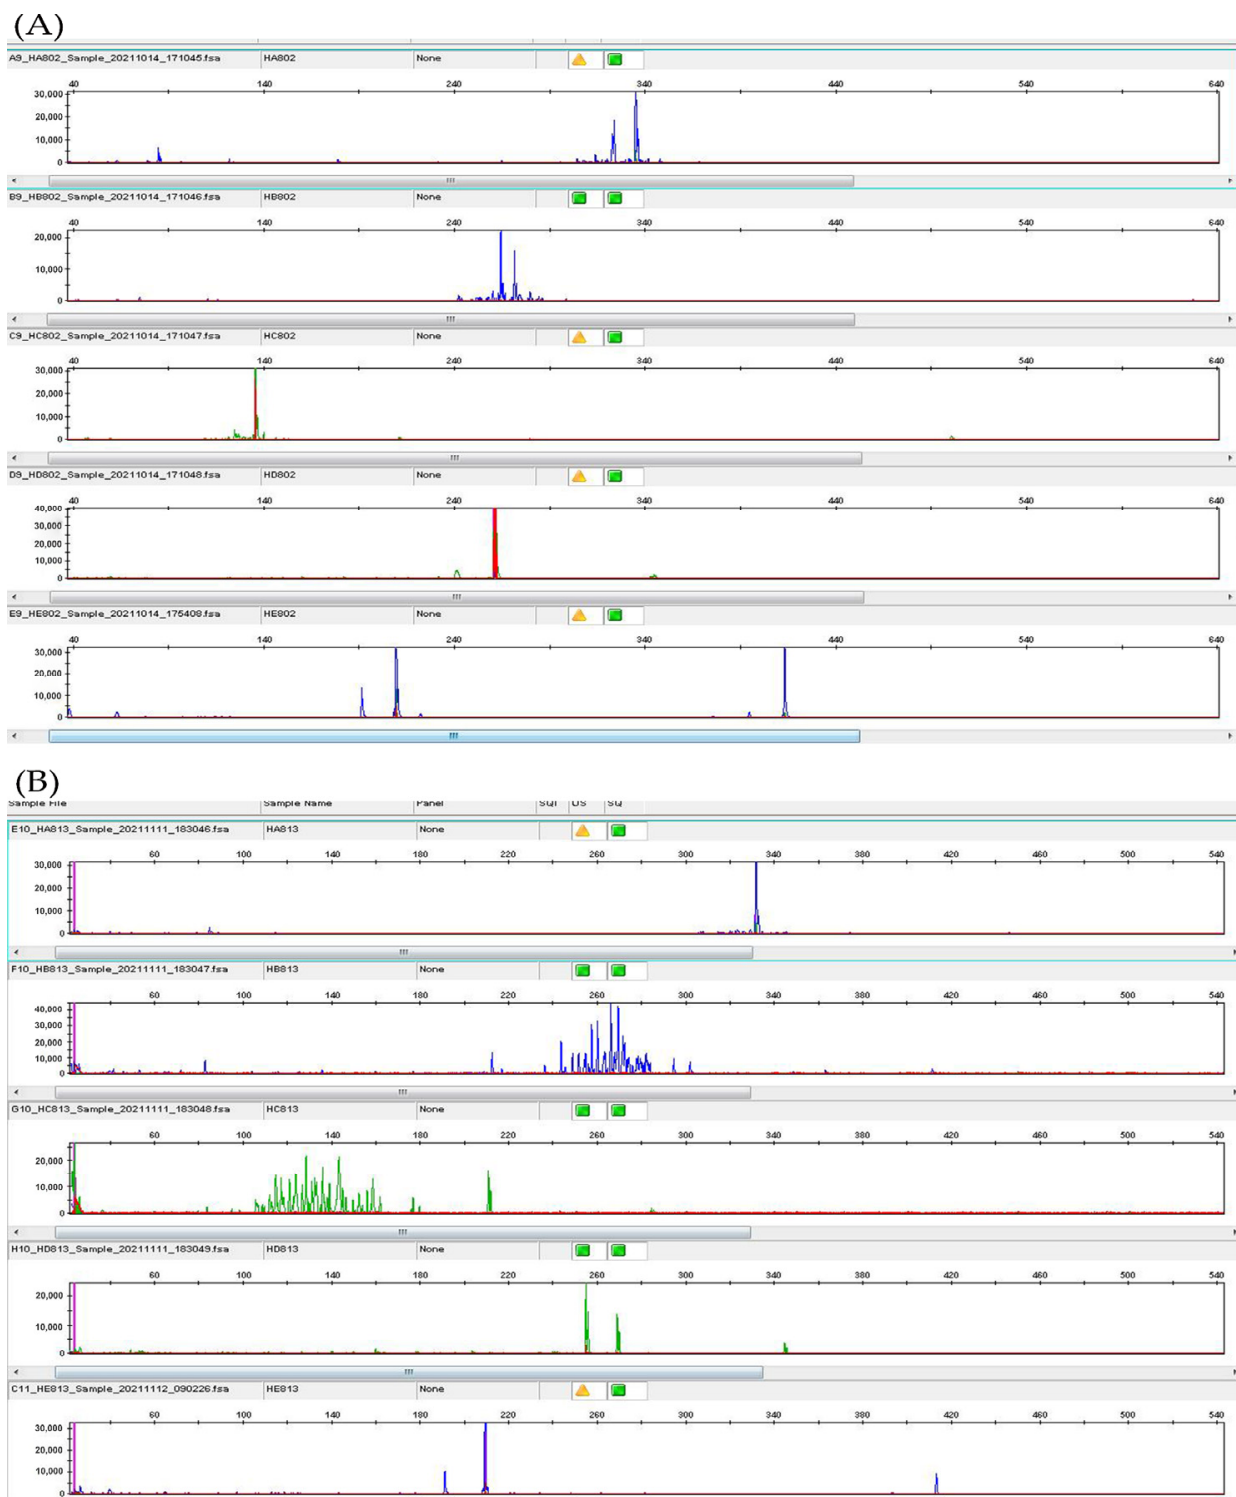 (A)
A9_HA802_Sample_20211014_171045.fsa HA802 None
40 140 240 340 440 540 640
30,000
20,000
10,000
0
B9_HB802_Sample_20211014_171046.fsa HB802 None
40 140 240 340 440 540 640
20,000
10,000
0
C9_HC802_Sample_20211014_171047.fsa HC802 None
40 140 240 340 440 540 640
30,000
20,000
10,000
0
D9_HD802_Sample_20211014_171048.fsa HD802 None
40 140 240 340 440 540 640
40,000
30,000
20,000
10,000
0
E9_HE802_Sample_20211014_175408.fsa HE802 None
40 140 240 340 440 540 640
30,000
20,000
10,000
0
(B)
Sample File Sample Name Panel SQI OS SQ
E10_HA813_Sample_20211111_183046.fsa HA813 None
60 100 140 180 220 260 300 340 380 420 460 500 540
30,000
20,000
10,000
0
F10_HB813_Sample_20211111_183047.fsa HB813 None
60 100 140 180 220 260 300 340 380 420 460 500 540
40,000
30,000
20,000
10,000
0
G10_HC813_Sample_20211111_183048.fsa HC813 None
60 100 140 180 220 260 300 340 380 420 460 500 540
20,000
10,000
0
H10_HD813_Sample_20211111_183049.fsa HD813 None
60 100 140 180 220 260 300 340 380 420 460 500 540
20,000
10,000
0
C11_HE813_Sample_20211112_090226.fsa HE813 None
60 100 140 180 220 260 300 340 380 420 460 500 540
30,000
20,000
10,000
0